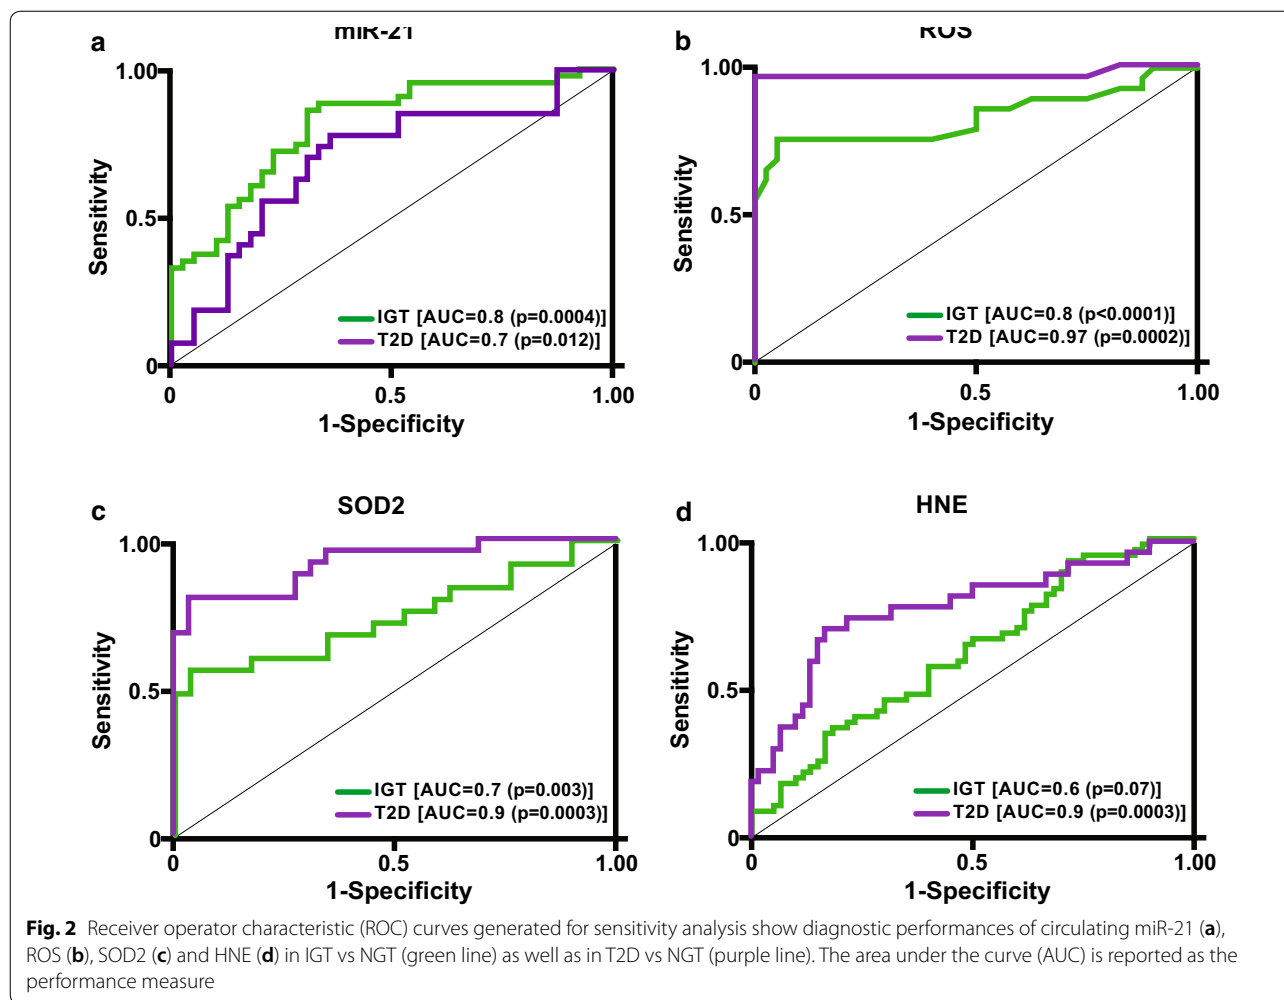 a
miR-21
1.00
0.5
0
Sensitivity
IGT [AUC=0.8 (p=0.0004)]
T2D [AUC=0.7 (p=0.012)]
0
0.5
1.00
1-Specificity
b
ROS
1.00
0.5
0
Sensitivity
IGT [AUC=0.8 (p<0.0001)]
T2D [AUC=0.97 (p=0.0002)]
0
0.5
1.00
1-Specificity
c
SOD2
1.00
0.5
0
Sensitivity
IGT [AUC=0.7 (p=0.003)]
T2D [AUC=0.9 (p=0.0003)]
0
0.5
1.00
1-Specificity
d
HNE
1.00
0.5
0
Sensitivity
IGT [AUC=0.6 (p=0.07)]
T2D [AUC=0.9 (p=0.0003)]
0
0.5
1.00
1-Specificity
Fig. 2 Receiver operator characteristic (ROC) curves generated for sensitivity analysis show diagnostic performances of circulating miR-21 (a),
ROS (b), SOD2 (c) and HNE (d) in IGT vs NGT (green line) as well as in T2D vs NGT (purple line). The area under the curve (AUC) is reported as the
performance measure